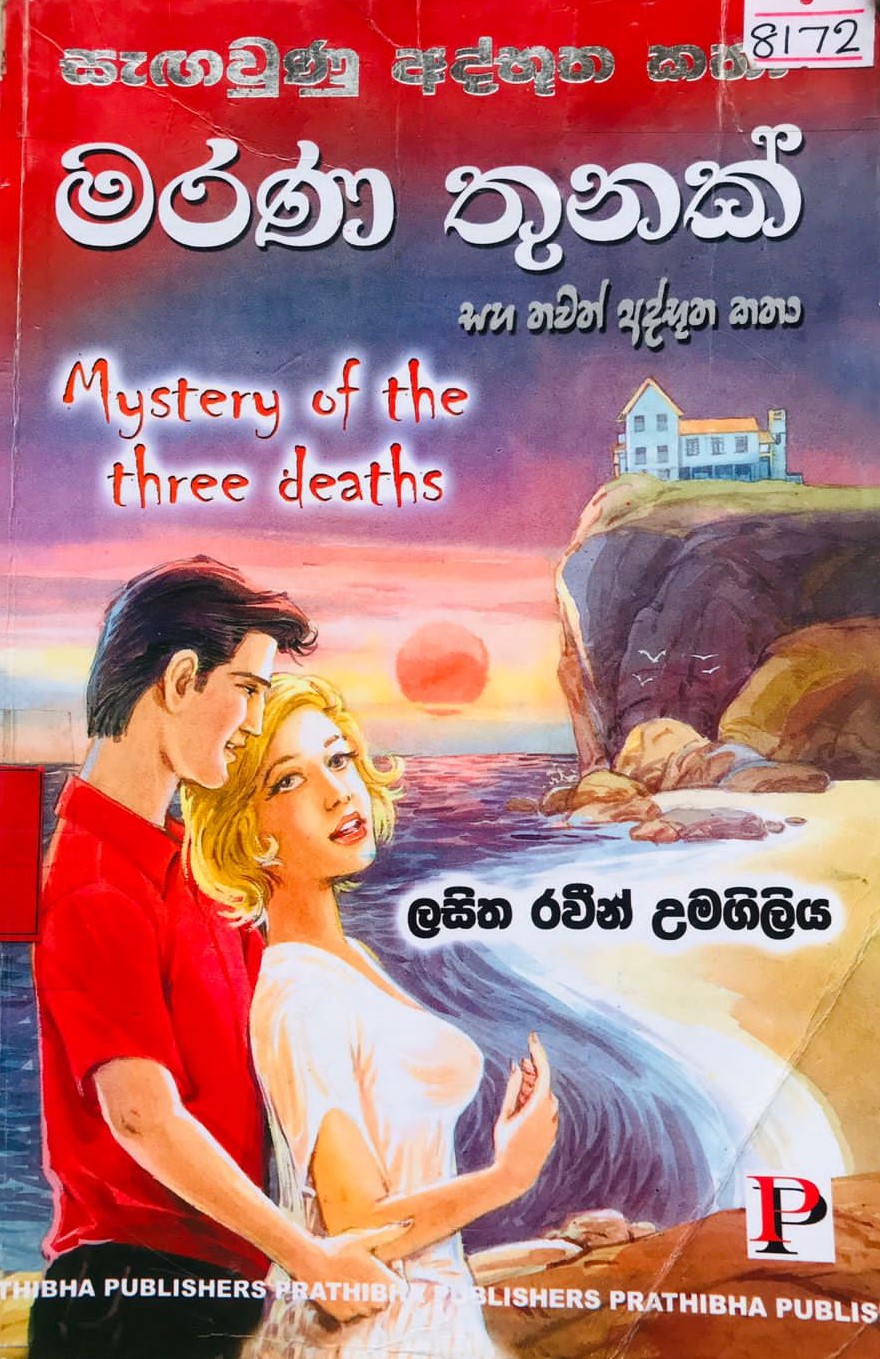 8172
සැඟවුණු අද්භූත කතා
මරණ තුනක්
සහ තවත් අද්භූත කතා
Mystery of the
three deaths
ලසිත රවීන් උමගිලිය
PP
THIBHA PUBLISHERS PRATHIBHA PUBLISHERS PRATHIBHA PUBLIS